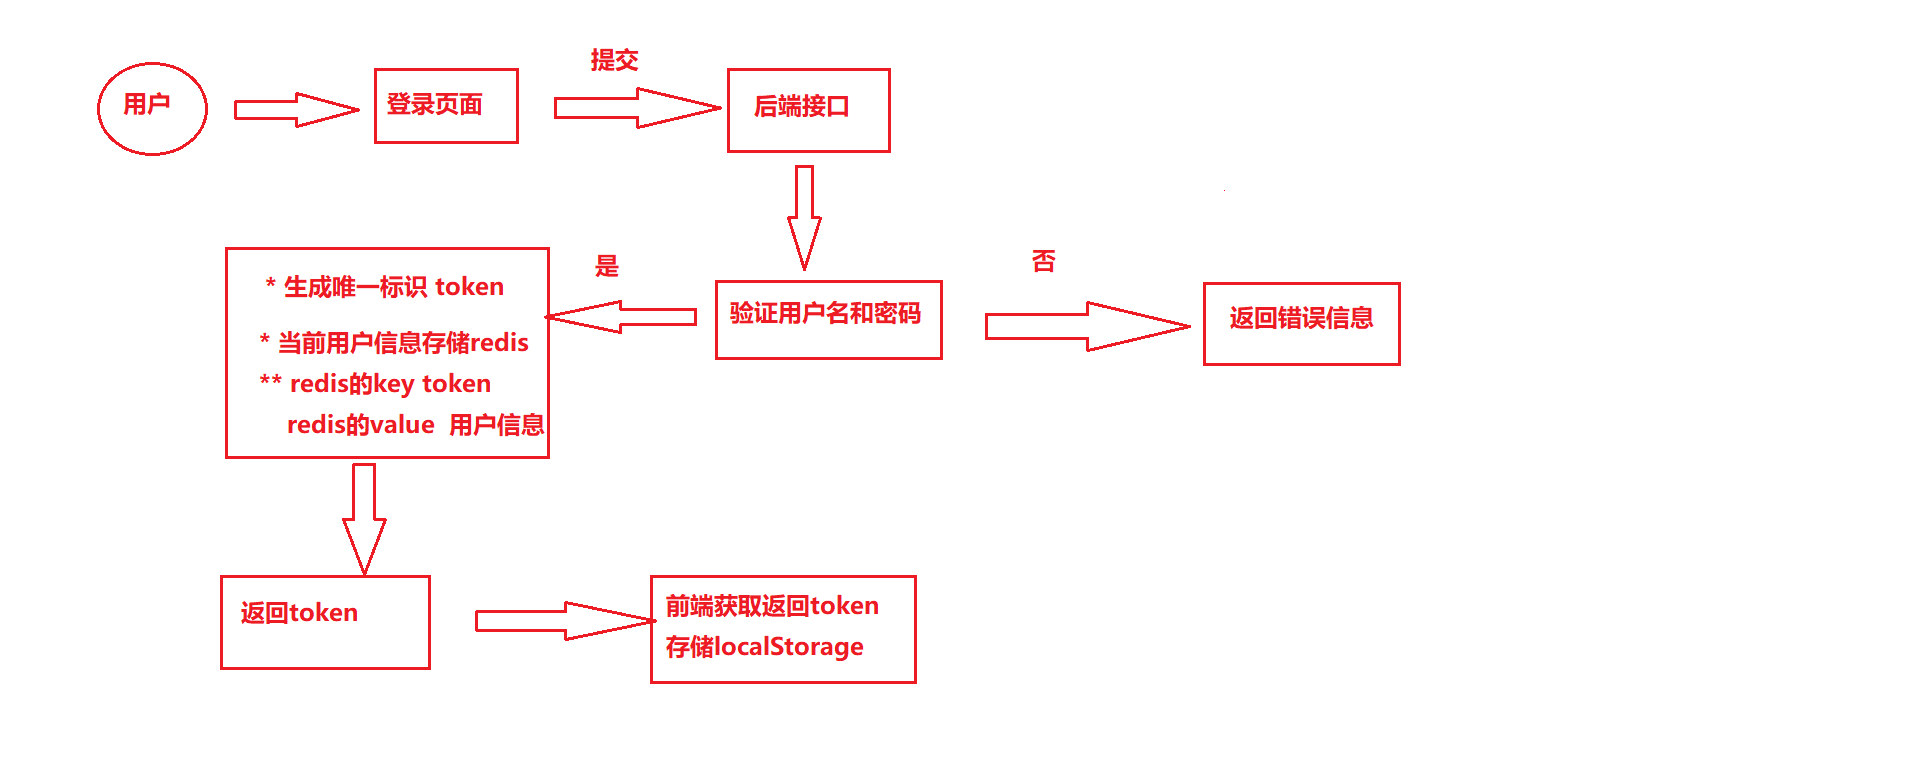 用户
登录页面
提交
后端接口
验证用户名和密码
是
否
返回错误信息
* 生成唯一标识 token
* 当前用户信息存储redis
** redis的key token
redis的value 用户信息
返回token
前端获取返回token
存储localStorage